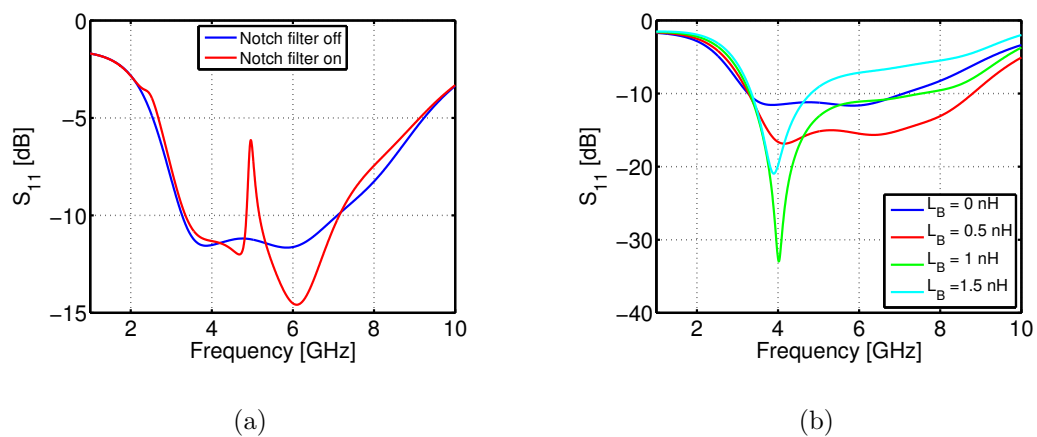 0
−5
−10
−15
S11 [dB]
2 4 6 8 10
Frequency [GHz]
Notch filter off
Notch filter on
(a)
0
−10
−20
−30
−40
S11 [dB]
2 4 6 8 10
Frequency [GHz]
LB = 0 nH
LB = 0.5 nH
LB = 1 nH
LB =1.5 nH
(b)